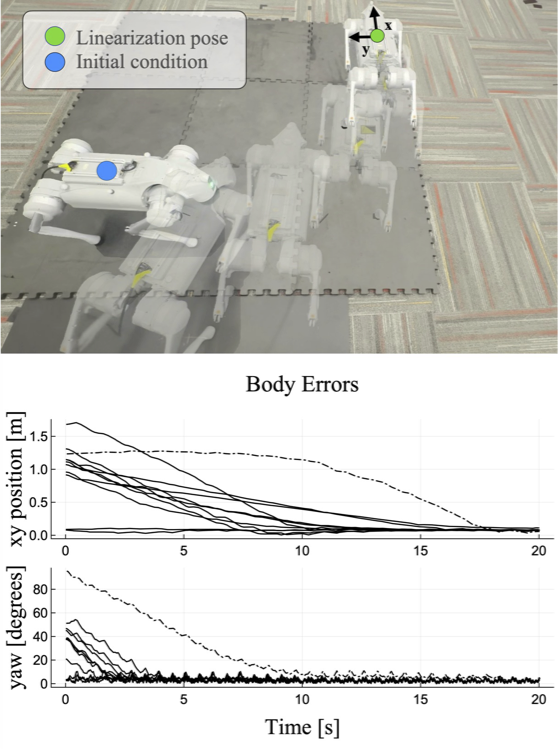 Linearization pose
Initial condition
x
y
Body Errors
xy position [m]
1.5
1.0
0.5
0.0
0
5
10
15
20
yaw [degrees]
80
60
40
20
0
0
5
10
15
20
Time [s]